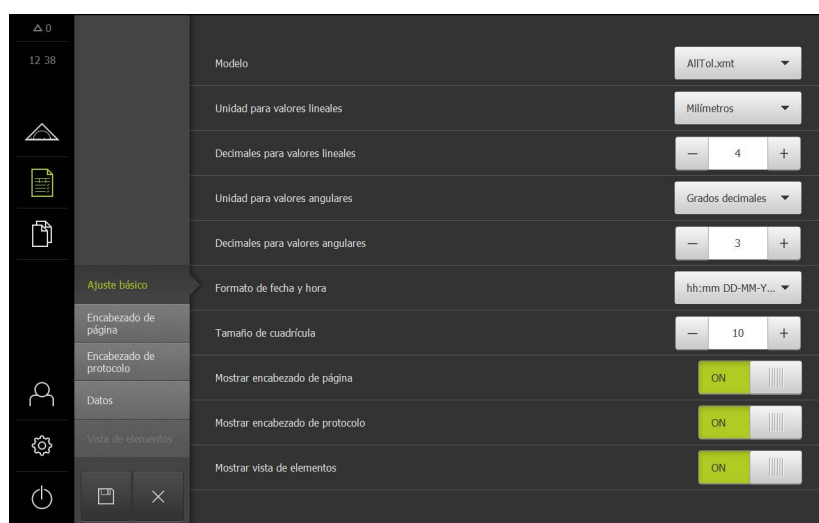 0
12 38
Modelo
AllTol.xmt
Unidad para valores lineales
Milímetros
Decimales para valores lineales
− 4 +
Unidad para valores angulares
Grados decimales
Decimales para valores angulares
− 3 +
Ajuste básico
Formato de fecha y hora
hh:mm DD-MM-Y...
Encabezado de
página
Tamaño de cuadrícula
− 10 +
Encabezado de
protocolo
Mostrar encabezado de página
ON
Datos
Mostrar encabezado de protocolo
ON
Vista de elementos
Mostrar vista de elementos
ON